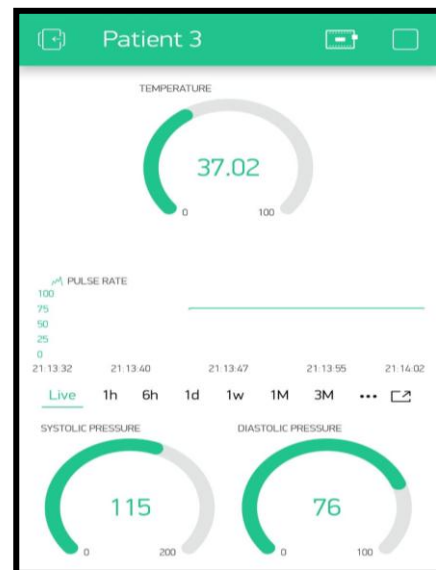 Patient 3
TEMPERATURE
37.02
0 100
PULSE RATE
100
75
50
25
0
21:13:32 21:13:40 21:13:47 21:13:55 21:14:02
Live 1h 6h 1d 1w 1M 3M •••
SYSTOLIC PRESSURE DIASTOLIC PRESSURE
115 76
0 200 0 100